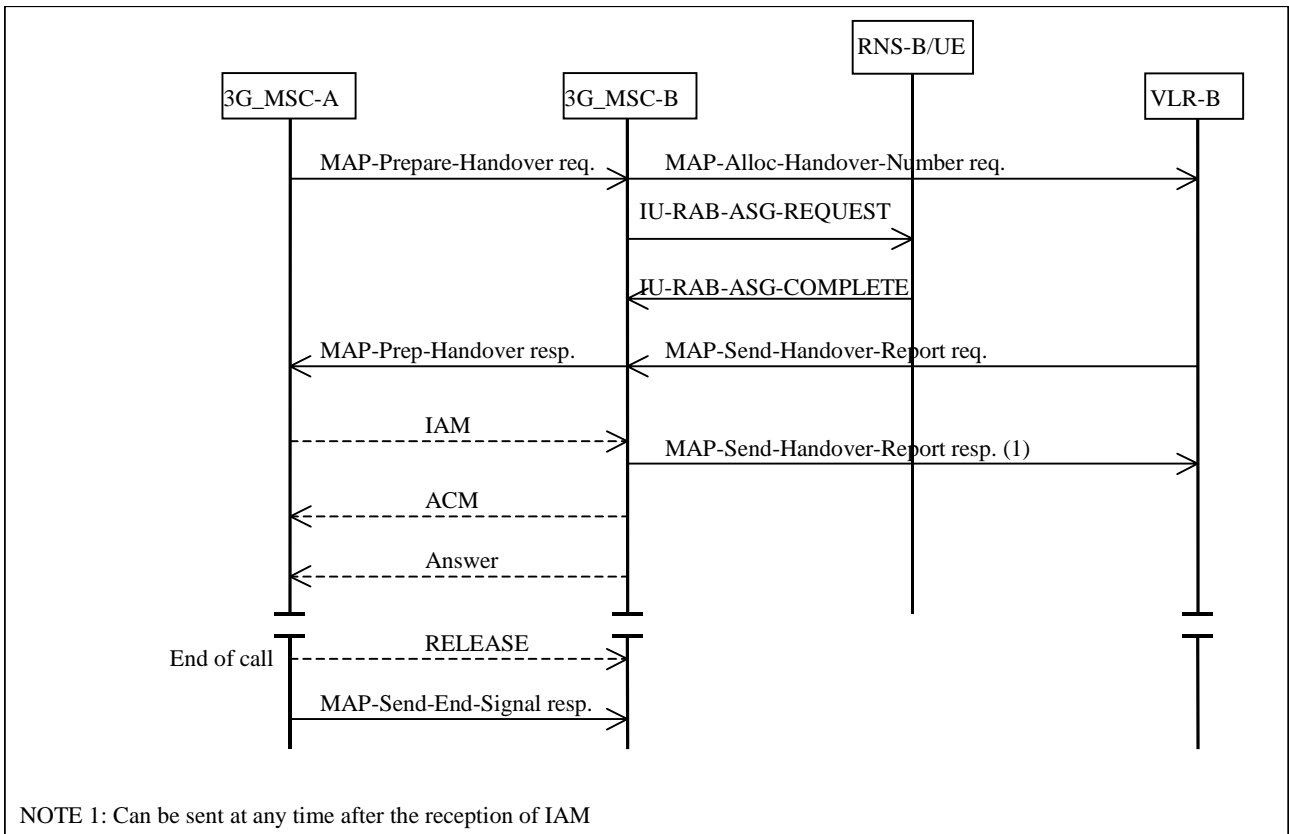 RNS-B/UE
3G_MSC-A
3G_MSC-B
VLR-B
MAP-Prepare-Handover req.
MAP-Alloc-Handover-Number req.
IU-RAB-ASG-REQUEST
IU-RAB-ASG-COMPLETE
MAP-Prep-Handover resp.
MAP-Send-Handover-Report req.
IAM
MAP-Send-Handover-Report resp. (1)
ACM
Answer
RELEASE
End of call
MAP-Send-End-Signal resp.
NOTE 1: Can be sent at any time after the reception of IAM